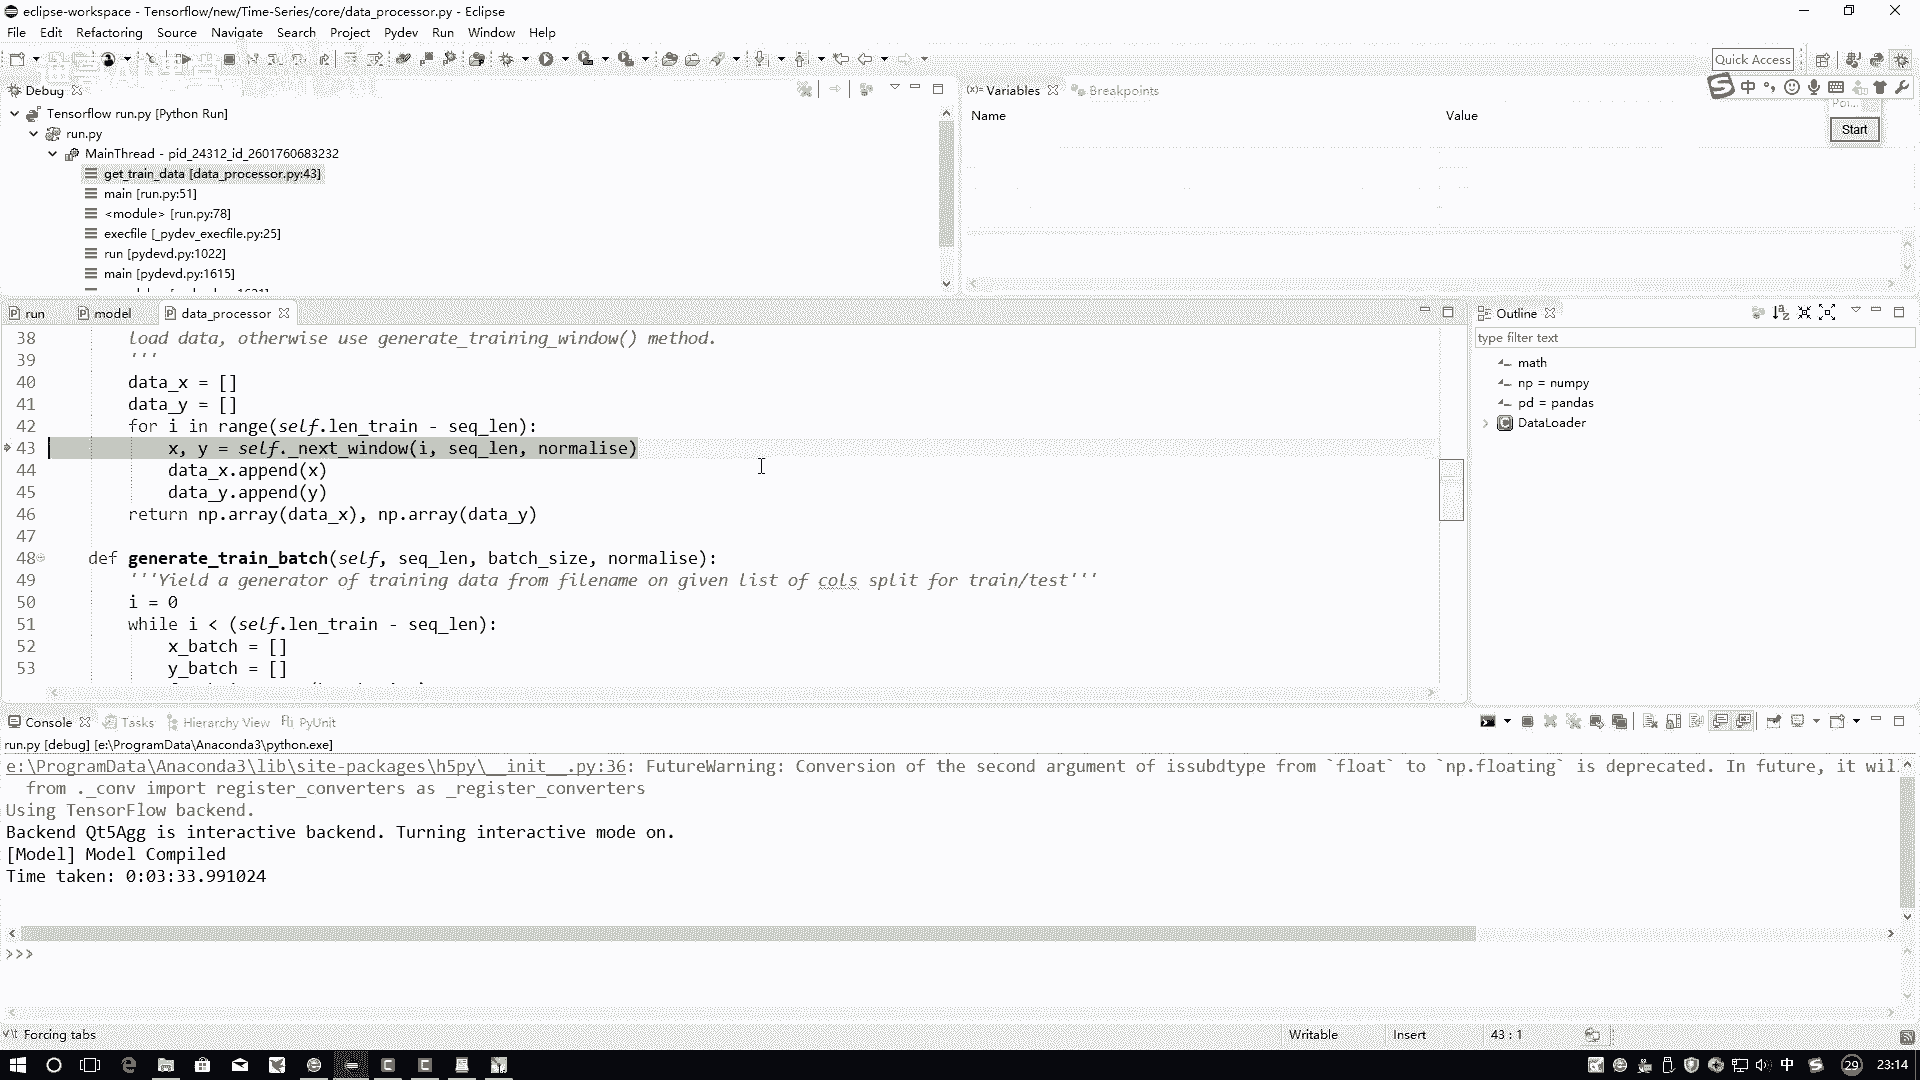 eclipse-workspace - Tensorflow/new/Time-Series/core/data_processor.py - Eclipse
File Edit Refactoring Source Navigate Search Project Pydev Run Window Help
Quick Access
Debug
Tensorflow run.py [Python Run]
run.py
MainThread - pid_24312_id_2601760683232
get_train_data [data_processor.py:43]
main [run.py:51]
<module> [run.py:78]
execfile [_pydev_execfile.py:25]
run [pydevd.py:1022]
main [pydevd.py:1615]
(x)= Variables Breakpoints
Name Value
中
Start
run model data_processor
38 load data, otherwise use generate_training_window() method.
39 '''
40 data_x = []
41 data_y = []
42 for i in range(self.len_train - seq_len):
43 x, y = self._next_window(i, seq_len, normalise)
44 data_x.append(x)
45 data_y.append(y)
46 return np.array(data_x), np.array(data_y)
47
48 def generate_train_batch(self, seq_len, batch_size, normalise):
49 '''Yield a generator of training data from filename on given list of cols split for train/test'''
50 i = 0
51 while i < (self.len_train - seq_len):
52 x_batch = []
53 y_batch = []
Outline
type filter text
math
np = numpy
pd = pandas
DataLoader
Console Tasks Hierarchy View PyUnit
run.py [debug] [e:\ProgramData\Anaconda3\python.exe]
e:\ProgramData\Anaconda3\lib\site-packages\h5py\__init__.py:36: FutureWarning: Conversion of the second argument of issubdtype from `float` to `np.floating` is deprecated. In future, it wil
from ._conv import register_converters as _register_converters
Using TensorFlow backend.
Backend Qt5Agg is interactive backend. Turning interactive mode on.
[Model] Model Compiled
Time taken: 0:03:33.991024
>>>
Forcing tabs Writable Insert 43 : 1
中 29 23:14